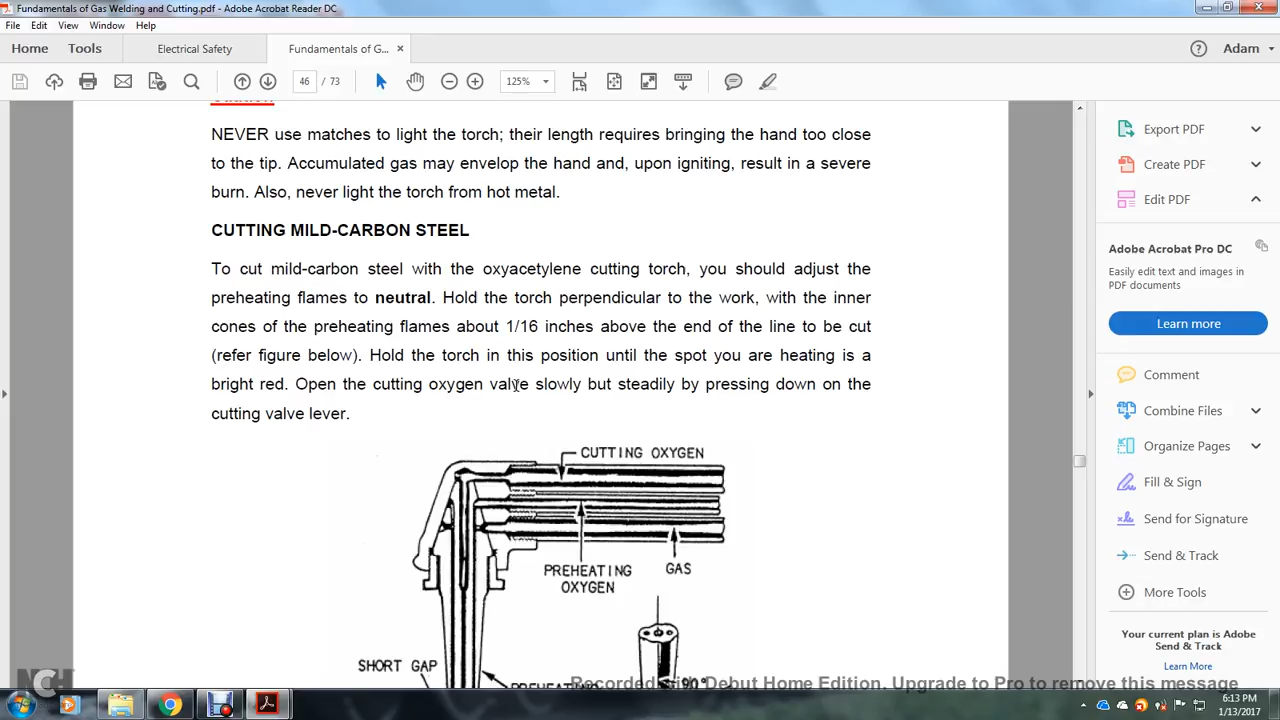 Fundamentals of Gas Welding and Cutting.pdf - Adobe Acrobat Reader DC
File Edit View Window Help
Home Tools Electrical Safety Fundamentals of G... × Adam
46 / 73 125%
NEVER use matches to light the torch; their length requires bringing the hand too close
to the tip. Accumulated gas may envelop the hand and, upon igniting, result in a severe
burn. Also, never light the torch from hot metal.
CUTTING MILD-CARBON STEEL
To cut mild-carbon steel with the oxyacetylene cutting torch, you should adjust the
preheating flames to neutral. Hold the torch perpendicular to the work, with the inner
cones of the preheating flames about 1/16 inches above the end of the line to be cut
(refer figure below). Hold the torch in this position until the spot you are heating is a
bright red. Open the cutting oxygen valve slowly but steadily by pressing down on the
cutting valve lever.
CUTTING OXYGEN
PREHEATING
OXYGEN
GAS
SHORT GAP
90°
Export PDF
Create PDF
Edit PDF
Adobe Acrobat Pro DC
Easily edit text and images in
PDF documents
Learn more
Comment
Combine Files
Organize Pages
Fill & Sign
Send for Signature
Send & Track
More Tools
Your current plan is Adobe
Send & Track
Learn More
NCH
Recorded with Debut Home Edition. Upgrade to Pro to remove this message
6:13 PM
1/13/2017